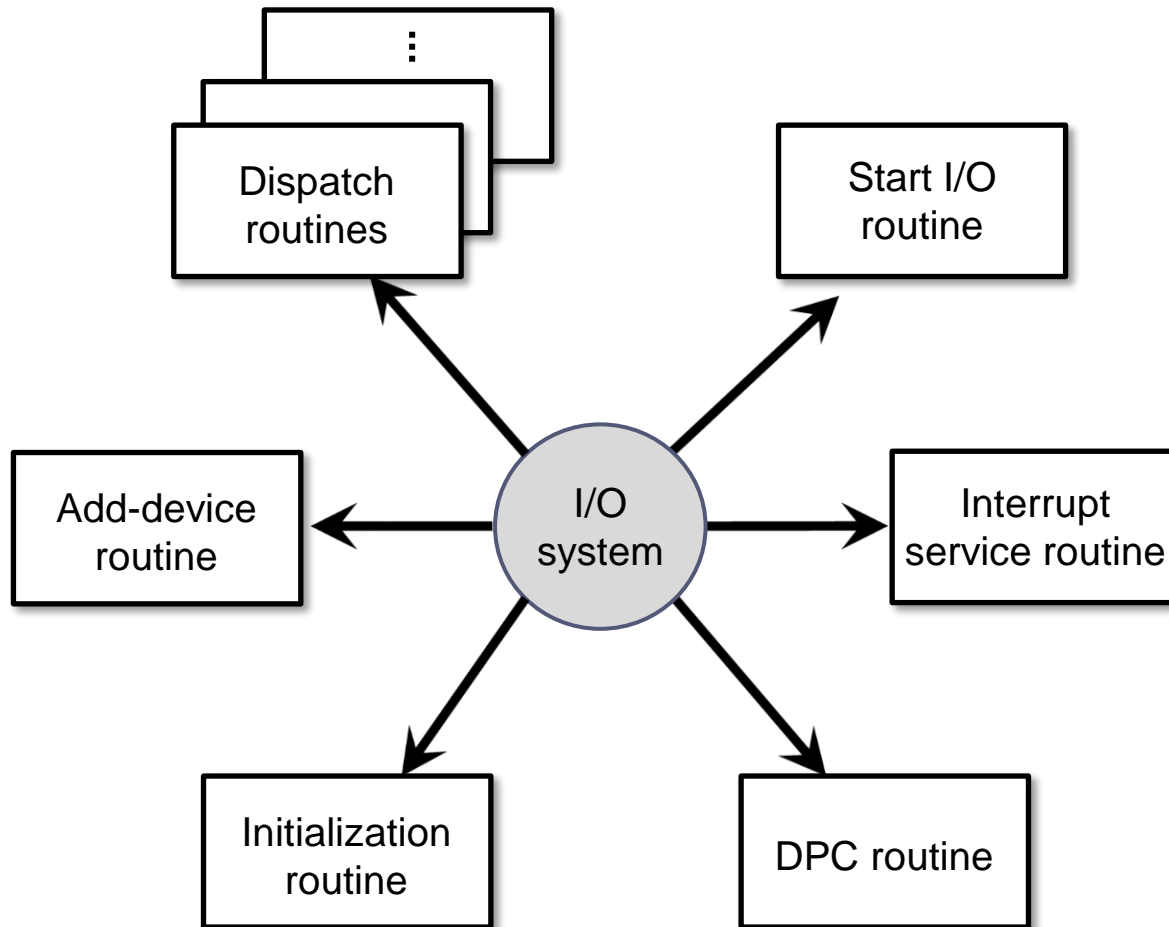 ⋮
Dispatch
routines
Start I/O
routine
Add-device
routine
I/O
system
Interrupt
service routine
Initialization
routine
DPC routine